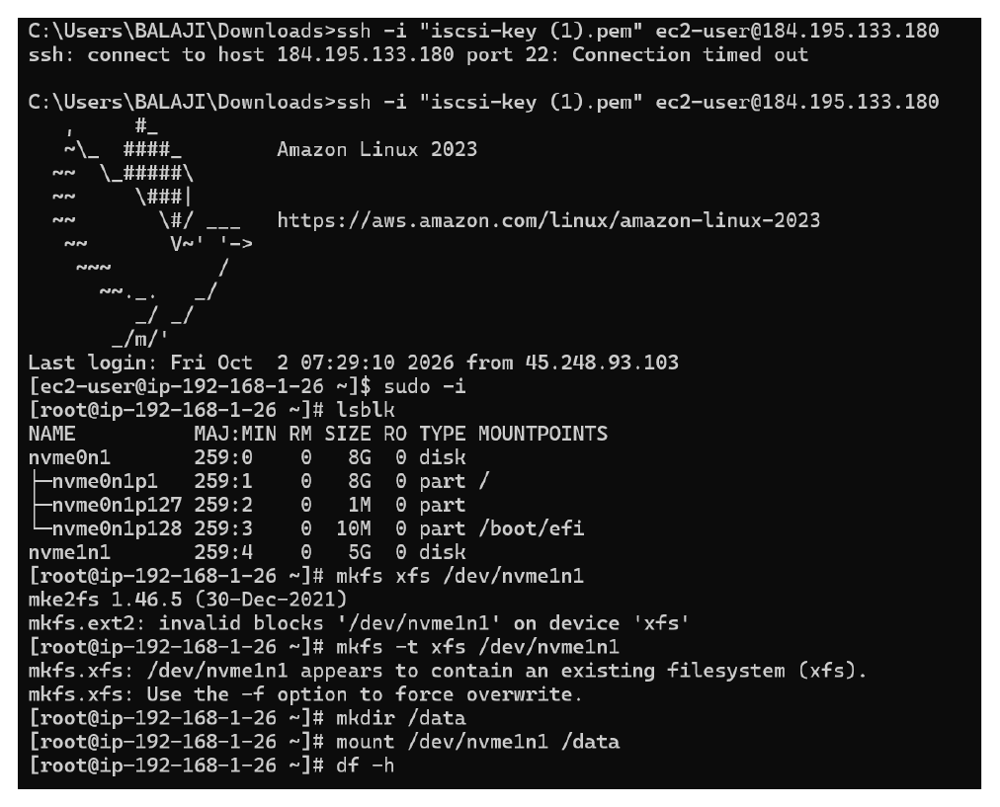 C:\Users\BALAJI\Downloads>ssh -i "iscsi-key (1).pem" ec2-user@184.195.133.180
ssh: connect to host 184.195.133.180 port 22: Connection timed out

C:\Users\BALAJI\Downloads>ssh -i "iscsi-key (1).pem" ec2-user@184.195.133.180
   ,     #_
   ~\_  ####_        Amazon Linux 2023
  ~~  \_#####\
  ~~     \###|
  ~~       \#/ ___   https://aws.amazon.com/linux/amazon-linux-2023
   ~~       V~' '->
    ~~~         /
      ~~._.   _/
         _/ _/
       _/m/'
Last login: Fri Oct  2 07:29:10 2026 from 45.248.93.103
[ec2-user@ip-192-168-1-26 ~]$ sudo -i
[root@ip-192-168-1-26 ~]# lsblk
NAME          MAJ:MIN RM SIZE RO TYPE MOUNTPOINTS
nvme0n1       259:0    0   8G  0 disk
├─nvme0n1p1   259:1    0   8G  0 part /
├─nvme0n1p127 259:2    0   1M  0 part
└─nvme0n1p128 259:3    0  10M  0 part /boot/efi
nvme1n1       259:4    0   5G  0 disk
[root@ip-192-168-1-26 ~]# mkfs xfs /dev/nvme1n1
mke2fs 1.46.5 (30-Dec-2021)
mkfs.ext2: invalid blocks '/dev/nvme1n1' on device 'xfs'
[root@ip-192-168-1-26 ~]# mkfs -t xfs /dev/nvme1n1
mkfs.xfs: /dev/nvme1n1 appears to contain an existing filesystem (xfs).
mkfs.xfs: Use the -f option to force overwrite.
[root@ip-192-168-1-26 ~]# mkdir /data
[root@ip-192-168-1-26 ~]# mount /dev/nvme1n1 /data
[root@ip-192-168-1-26 ~]# df -h